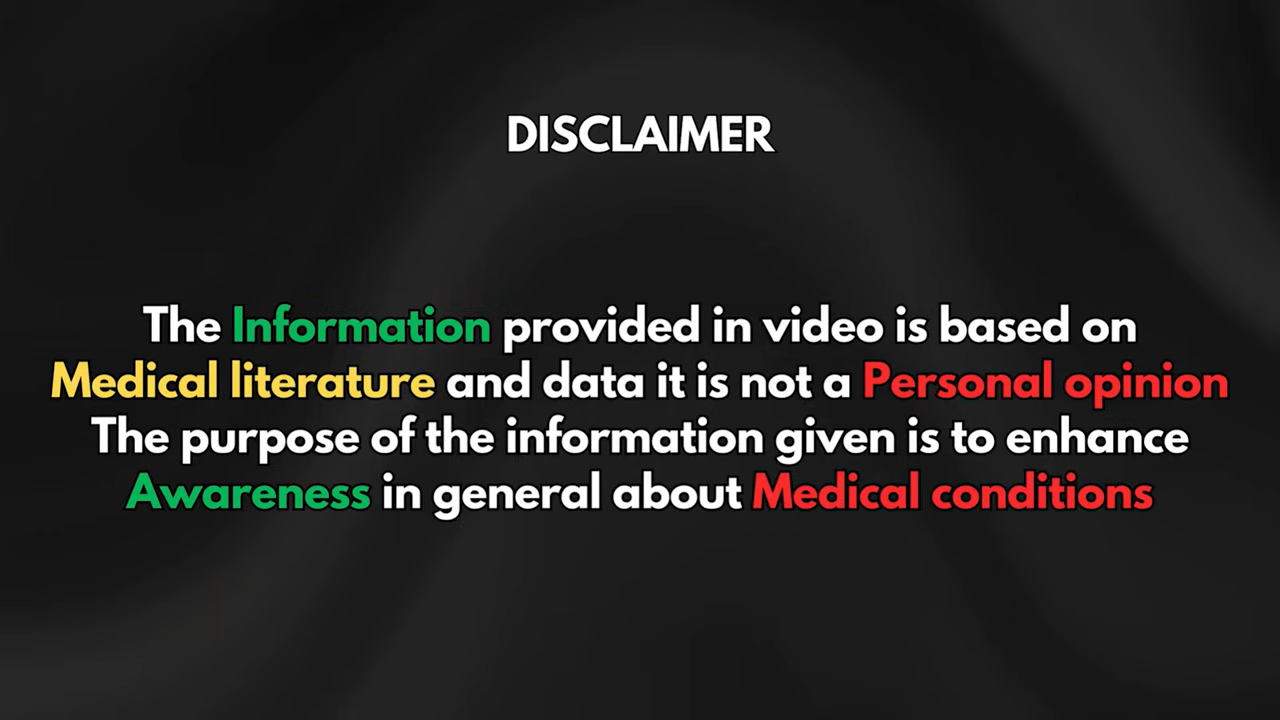 DISCLAIMER
The Information provided in video is based on
Medical literature and data it is not a Personal opinion
The purpose of the information given is to enhance
Awareness in general about Medical conditions